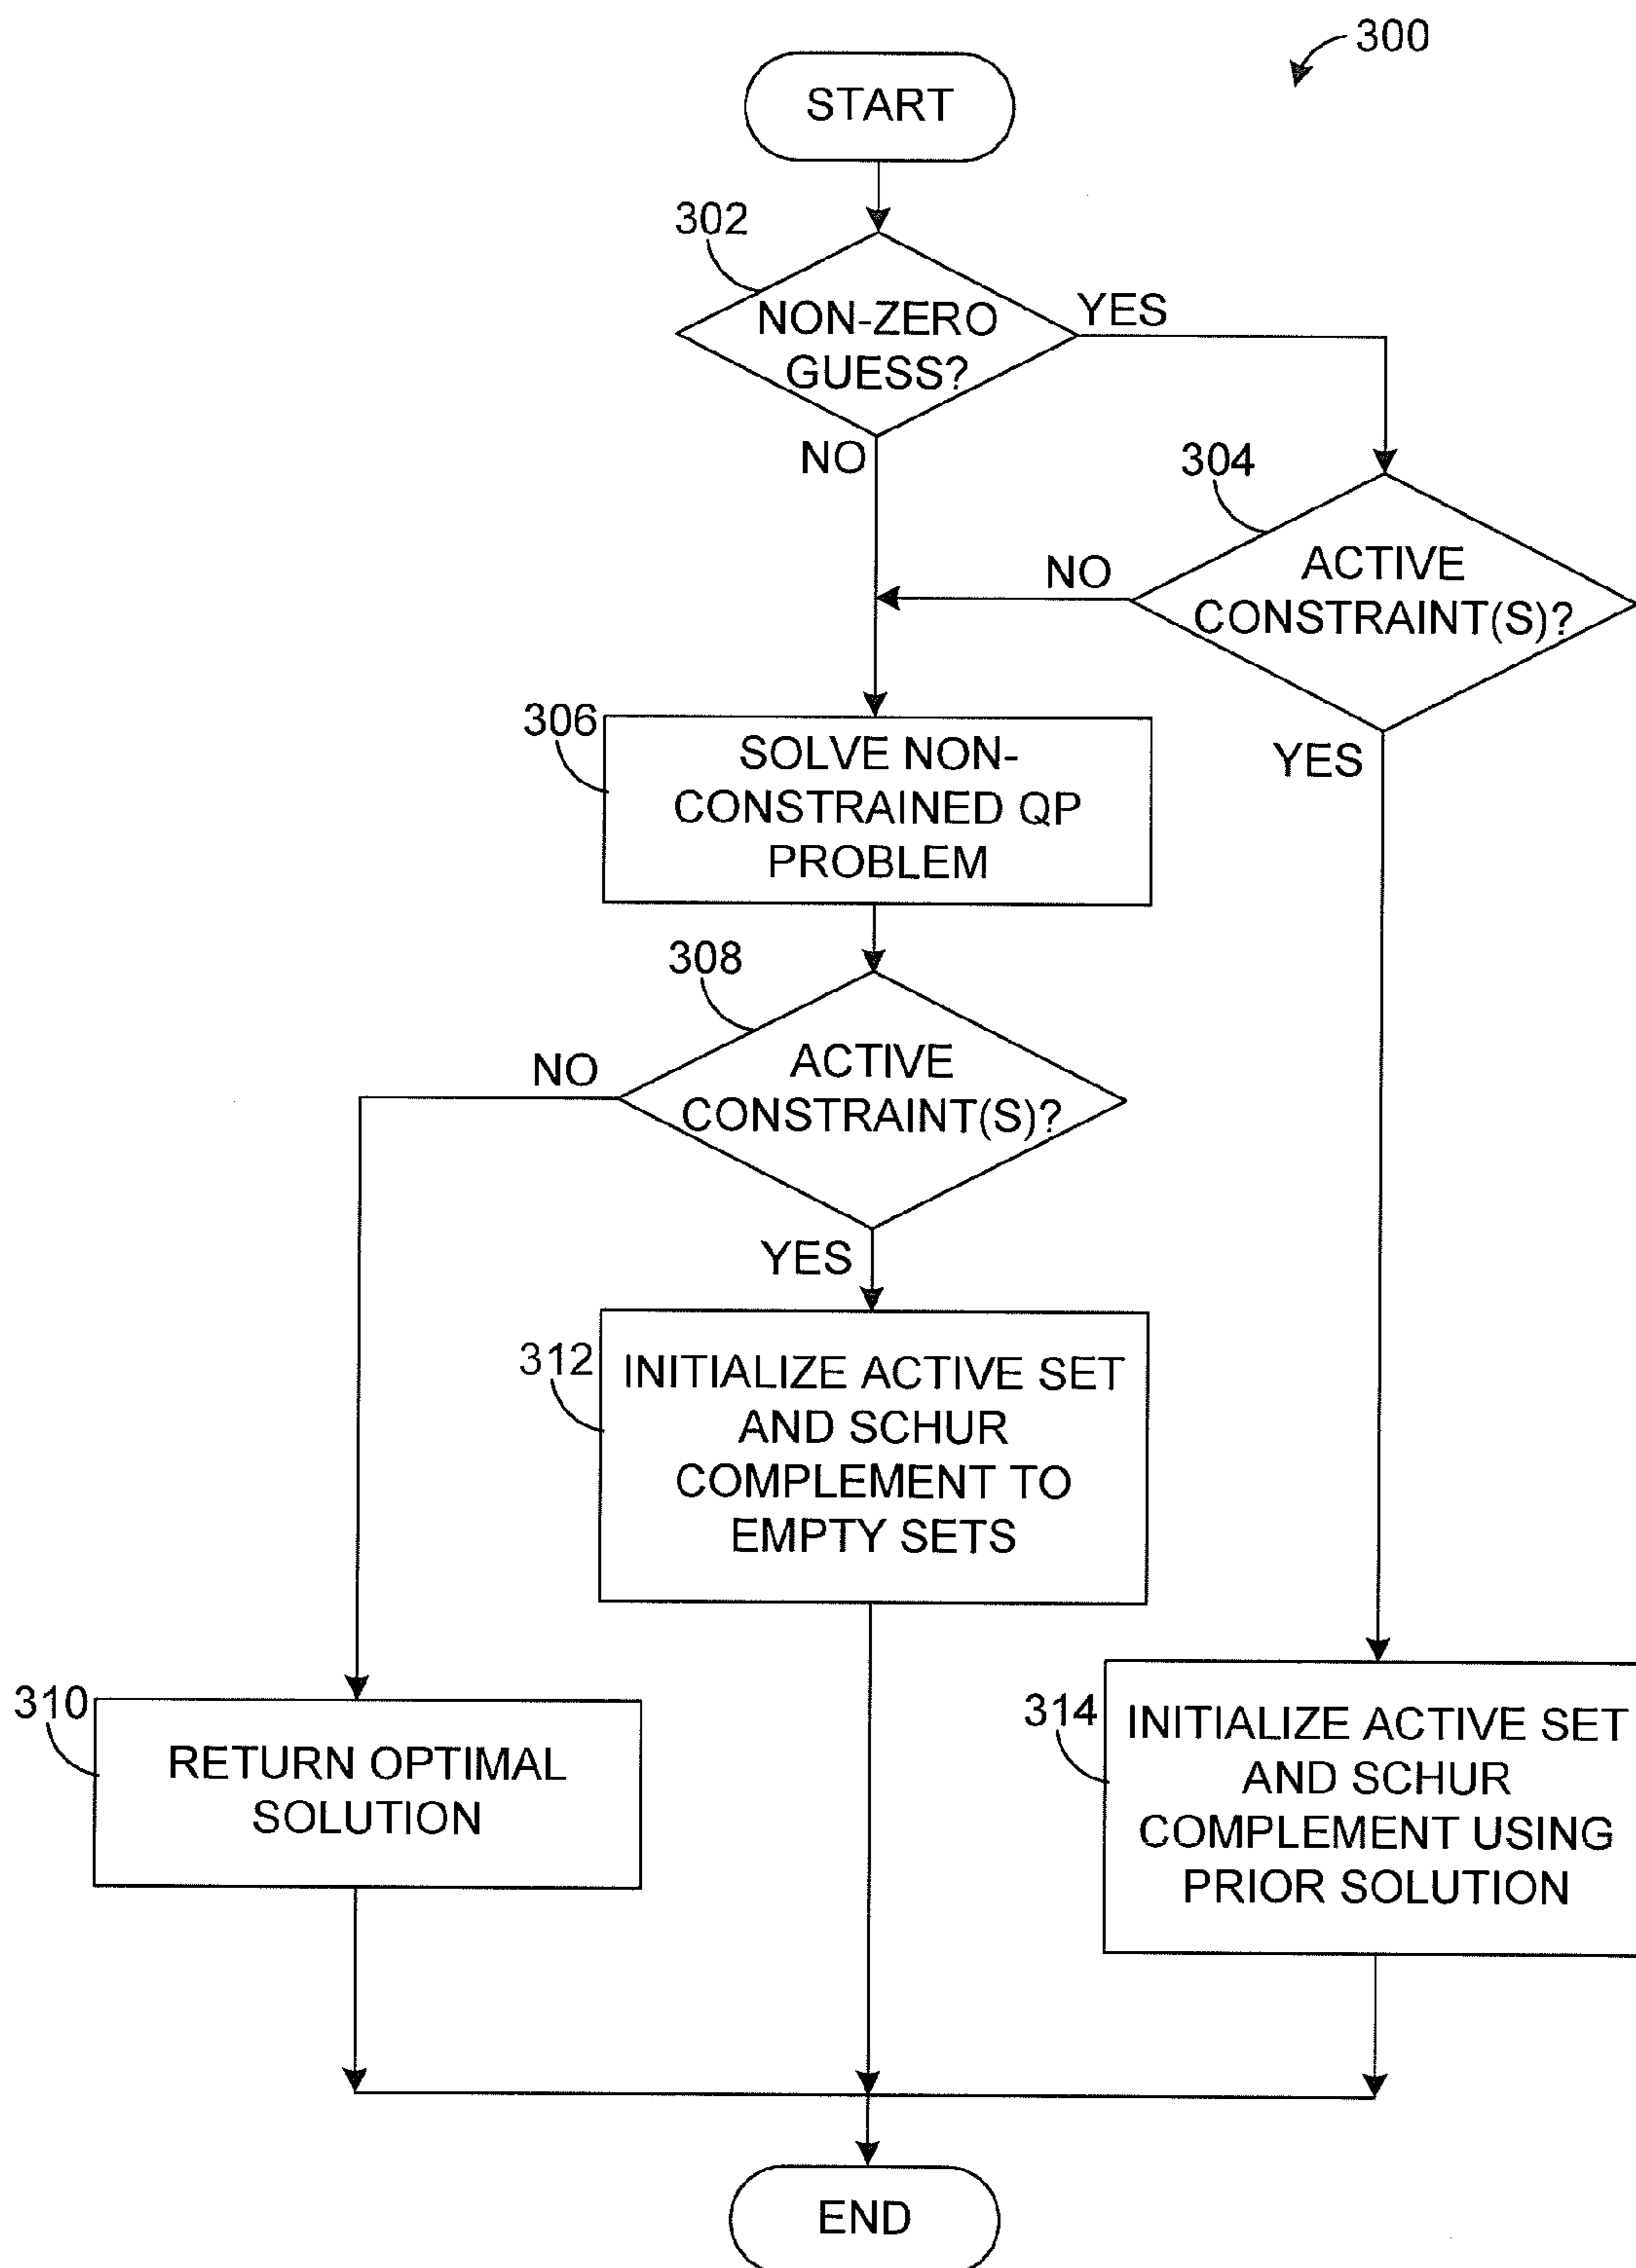 300
START
302
NON-ZERO
GUESS?
YES
NO
304
ACTIVE
CONSTRAINT(S)?
NO
YES
306
SOLVE NON-
CONSTRAINED QP
PROBLEM
308
ACTIVE
CONSTRAINT(S)?
NO
YES
312
INITIALIZE ACTIVE SET
AND SCHUR
COMPLEMENT TO
EMPTY SETS
310
RETURN OPTIMAL
SOLUTION
314
INITIALIZE ACTIVE SET
AND SCHUR
COMPLEMENT USING
PRIOR SOLUTION
END